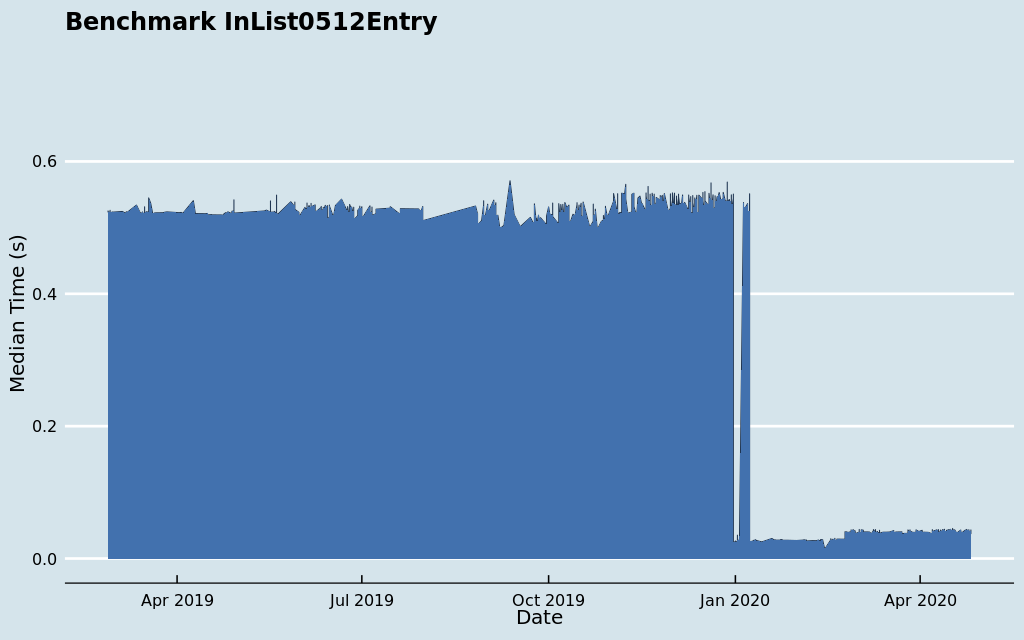 Benchmark InList0512Entry
Median Time (s)
0.6
0.4
0.2
0.0
Apr 2019
Jul 2019
Oct 2019
Jan 2020
Apr 2020
Date